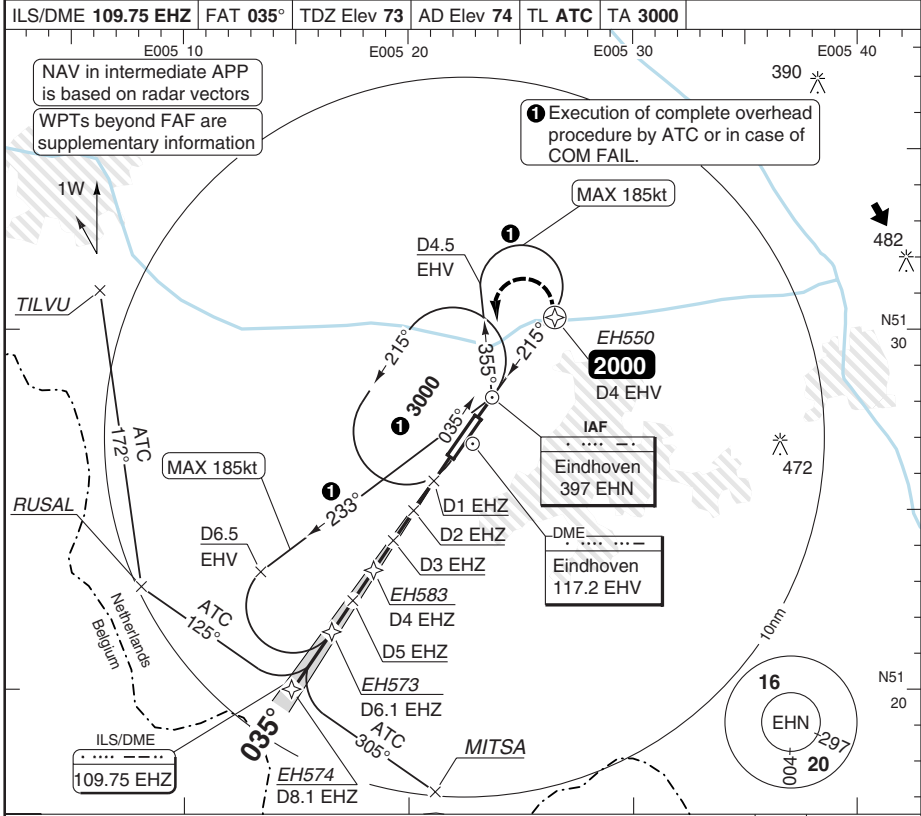 ILS/DME 109.75 EHZ FAT 035° TDZ Elev 73 AD Elev 74 TL ATC TA 3000
E005 10 E005 20 E005 30 E005 40
NAV in intermediate APP
is based on radar vectors
WPTs beyond FAF are
supplementary information
390
1 Execution of complete overhead
procedure by ATC or in case of
COM FAIL.
1W
MAX 185kt
1
D4.5
EHV
482
TILVU
N51
30
215°
215°
355°
EH550
2000
D4 EHV
1 3000
035°
IAF
Eindhoven
397 EHN
472
ATC
172°
MAX 185kt
1
233°
RUSAL
D6.5
EHV
D1 EHZ
D2 EHZ
D3 EHZ
DME
Eindhoven
117.2 EHV
EH583
D4 EHZ
ATC
125°
Netherlands
Belgium
D5 EHZ
10nm
EH573
D6.1 EHZ
N51
20
16
EHN
297
004
20
035°
ATC
305°
MITSA
ILS/DME
109.75 EHZ
EH574
D8.1 EHZ